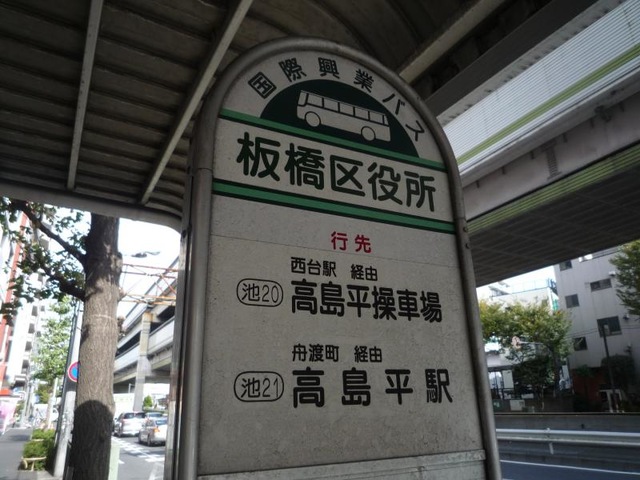 国際興業バス
板橋区役所
行先
西台駅 経由
池20 高島平操車場
舟渡町 経由
池21 高島平駅